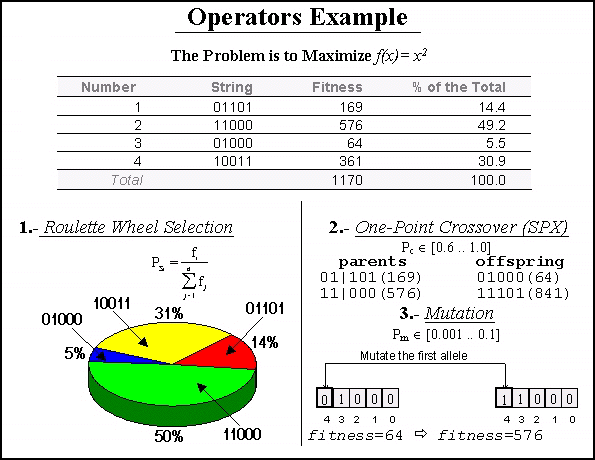 Operators Example
The Problem is to Maximize f(x)= x²
Number String Fitness % of the Total
1 01101 169 14.4
2 11000 576 49.2
3 01000 64 5.5
4 10011 361 30.9
Total 1170 100.0
1.- Roulette Wheel Selection
f
P = i
∑ f j
j=1
10011 31% 01101
01000 14%
5%
50% 11000
2.- One-Point Crossover (SPX)
Pc ∈ [0.6 .. 1.0]
parents offspring
01|101(169) 01000(64)
11|000(576) 11101(841)
3.- Mutation
Pm ∈ [0.001 .. 0.1]
Mutate the first allele
0 1 0 0 0 1 1 0 0 0
4 3 2 1 0 4 3 2 1 0
fitness=64 ⇨ fitness=576